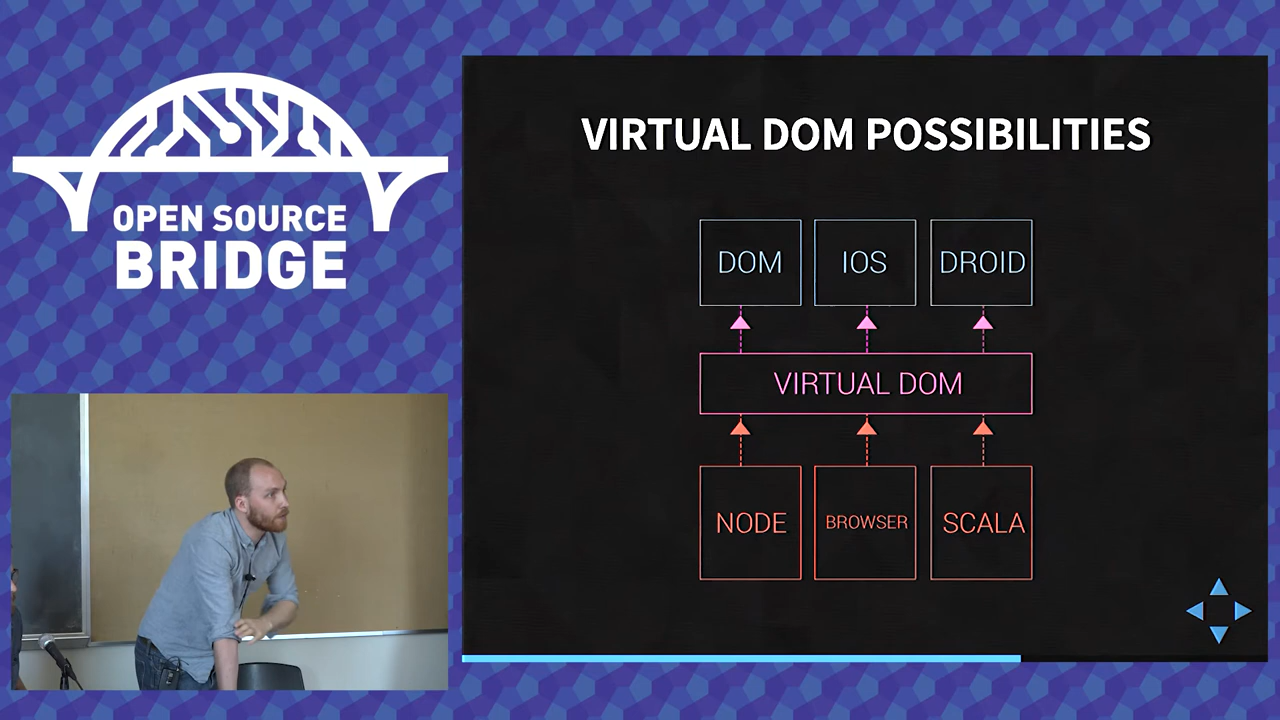 OPEN SOURCE
BRIDGE
VIRTUAL DOM POSSIBILITIES
DOM
IOS
DROID
VIRTUAL DOM
NODE
BROWSER
SCALA